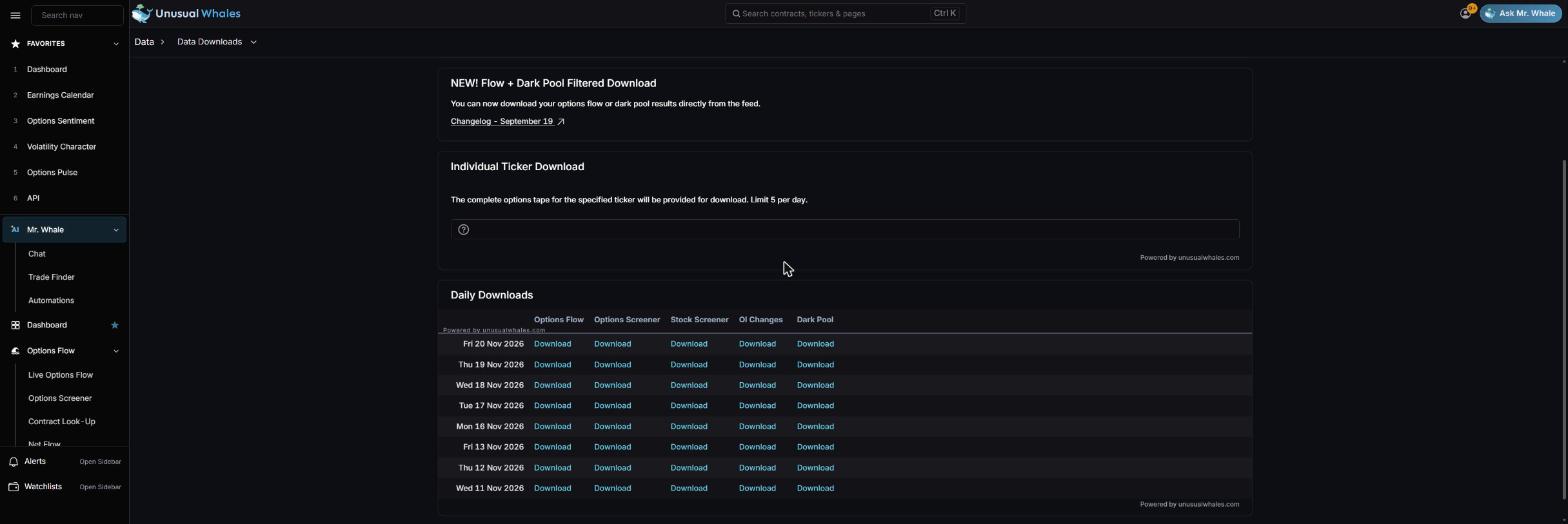 Search nav
Unusual Whales
Search contracts, tickers & pages
Ctrl K
9+
Ask Mr. Whale
FAVORITES
Data
Data Downloads
1 Dashboard
2 Earnings Calendar
3 Options Sentiment
4 Volatility Character
5 Options Pulse
6 API
AI Mr. Whale
Chat
Trade Finder
Automations
Dashboard
Options Flow
Live Options Flow
Options Screener
Contract Look-Up
Net Flow
Alerts Open Sidebar
Watchlists Open Sidebar
NEW! Flow + Dark Pool Filtered Download
You can now download your options flow or dark pool results directly from the feed.
Changelog - September 19
Individual Ticker Download
The complete options tape for the specified ticker will be provided for download. Limit 5 per day.
?
Powered by unusualwhales.com
Daily Downloads
Options Flow Options Screener Stock Screener OI Changes Dark Pool
Powered by unusualwhales.com
Fri 20 Nov 2026 Download Download Download Download Download
Thu 19 Nov 2026 Download Download Download Download Download
Wed 18 Nov 2026 Download Download Download Download Download
Tue 17 Nov 2026 Download Download Download Download Download
Mon 16 Nov 2026 Download Download Download Download Download
Fri 13 Nov 2026 Download Download Download Download Download
Thu 12 Nov 2026 Download Download Download Download Download
Wed 11 Nov 2026 Download Download Download Download Download
Powered by unusualwhales.com